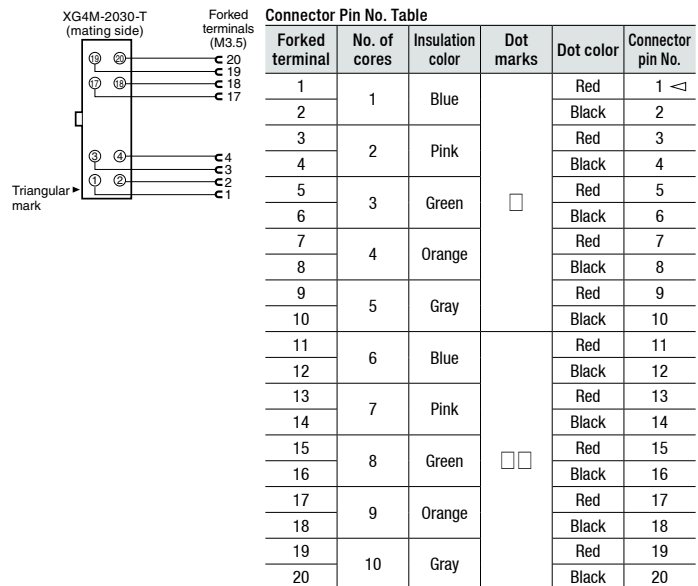 XG4M-2030-T
(mating side)
Forked
terminals
(M3.5)
19 20 20
19
17 18 18
17
3 4 4
3
1 2 2
1
Triangular
mark
Connector Pin No. Table
Forked terminal No. of cores Insulation color Dot marks Dot color Connector pin No.
1 1 Blue □ Red 1
2 Black 2
3 2 Pink Red 3
4 Black 4
5 3 Green Red 5
6 Black 6
7 4 Orange Red 7
8 Black 8
9 5 Gray Red 9
10 Black 10
11 6 Blue □□ Red 11
12 Black 12
13 7 Pink Red 13
14 Black 14
15 8 Green Red 15
16 Black 16
17 9 Orange Red 17
18 Black 18
19 10 Gray Red 19
20 Black 20